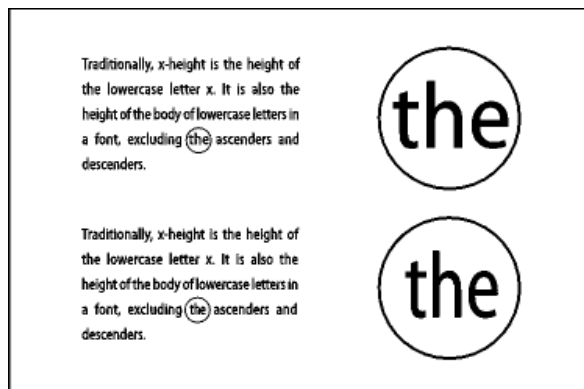 Traditionally, x-height is the height of
the lowercase letter x. It is also the
height of the body of lowercase letters in
a font, excluding the ascenders and
descenders.
the
Traditionally, x-height is the height of
the lowercase letter x. It is also the
height of the body of lowercase letters in
a font, excluding the ascenders and
descenders.
the